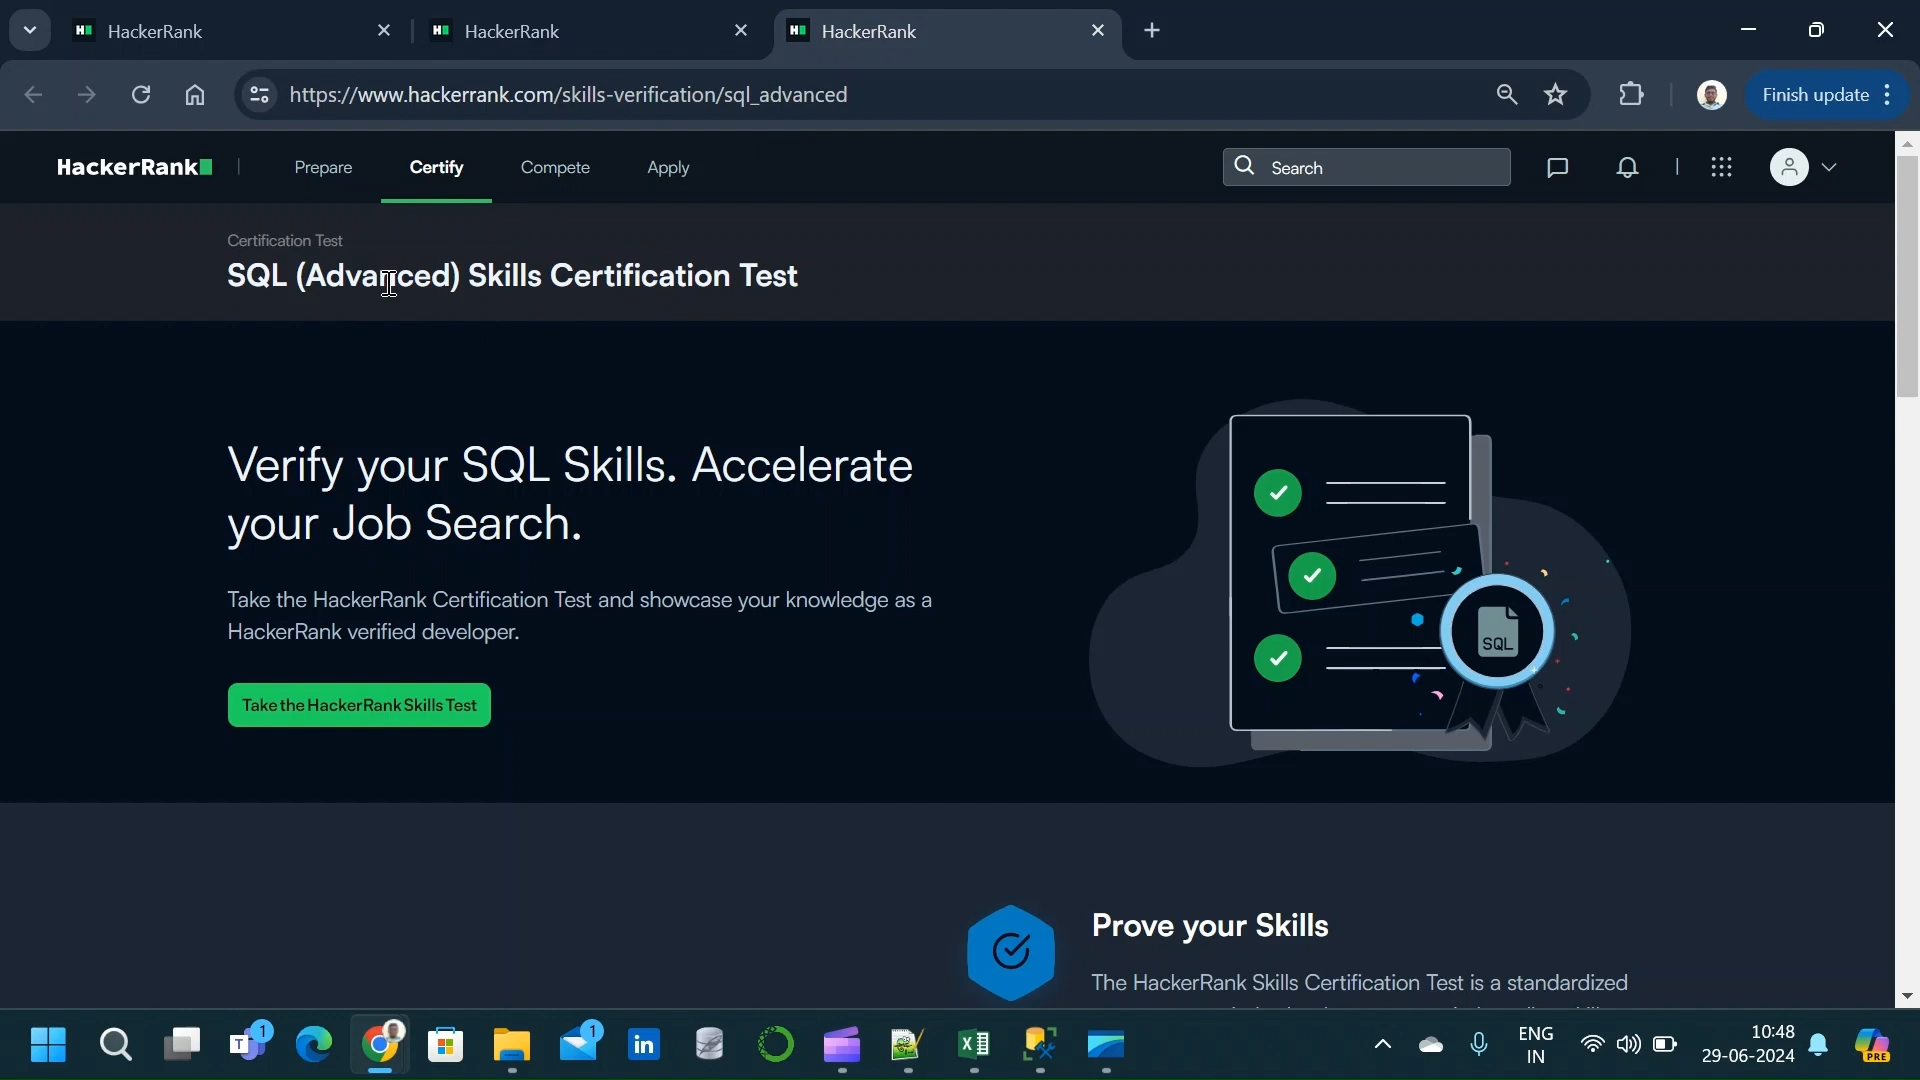 HackerRank
HackerRank
HackerRank
https://www.hackerrank.com/skills-verification/sql_advanced
Finish update
HackerRank
Prepare
Certify
Compete
Apply
Search
Certification Test
SQL (Advanced) Skills Certification Test
Verify your SQL Skills. Accelerate
your Job Search.
Take the HackerRank Certification Test and showcase your knowledge as a
HackerRank verified developer.
Take the HackerRank Skills Test
SQL
Prove your Skills
The HackerRank Skills Certification Test is a standardized
1
1
ENG
IN
10:48
29-06-2024
PRE